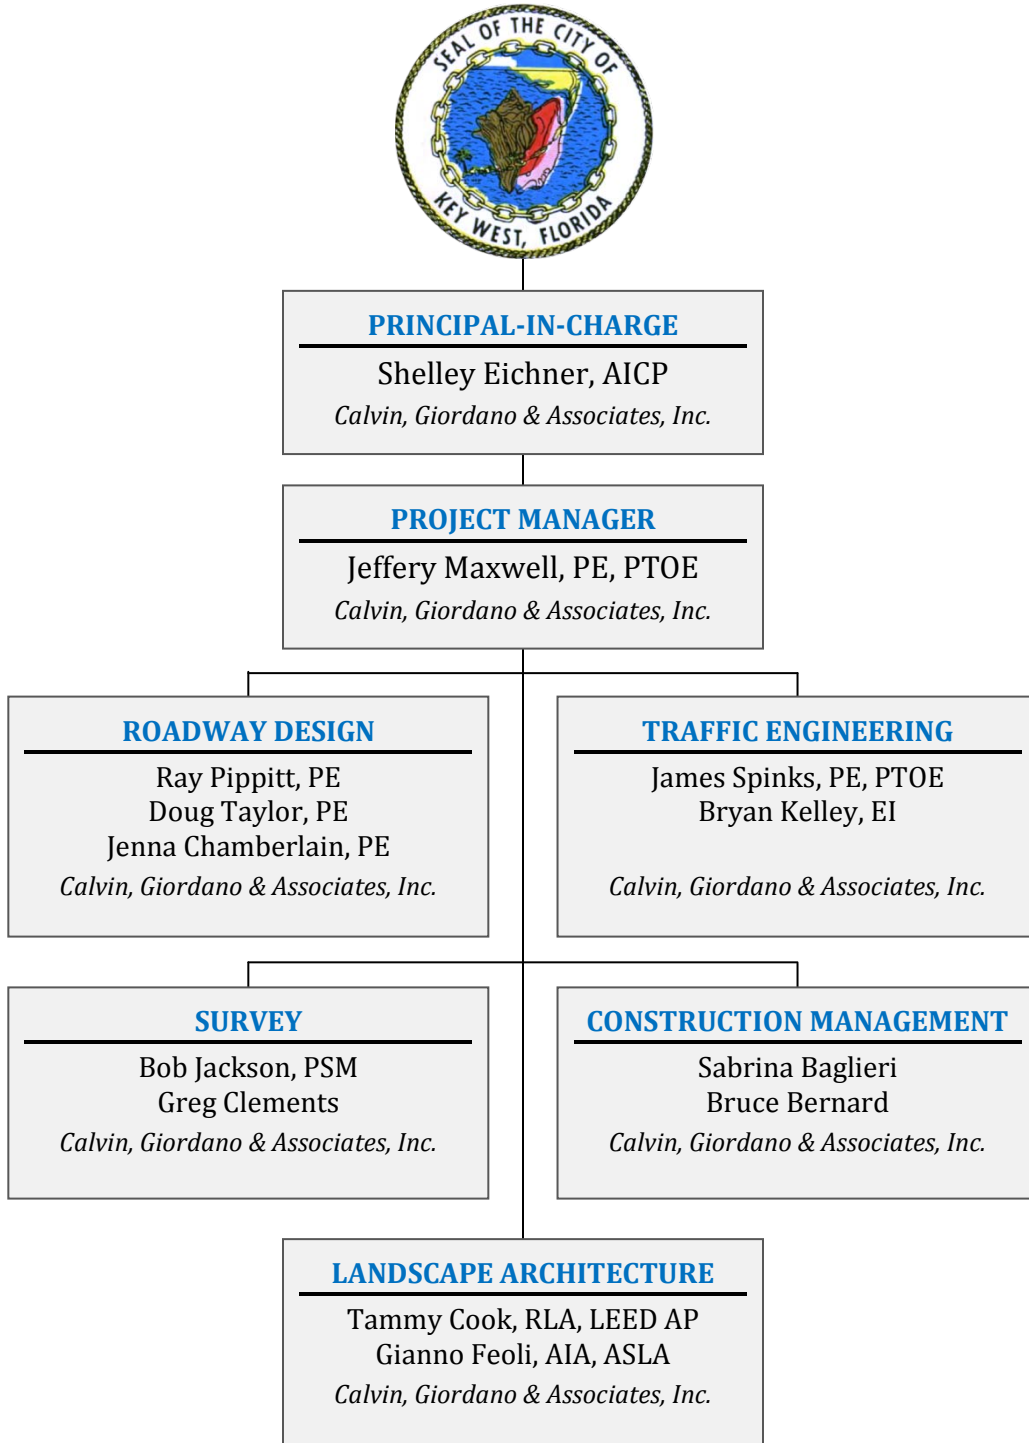 SEAL OF THE CITY OF
KEY WEST, FLORIDA
PRINCIPAL-IN-CHARGE
Shelley Eichner, AICP
Calvin, Giordano & Associates, Inc.
PROJECT MANAGER
Jeffery Maxwell, PE, PTOE
Calvin, Giordano & Associates, Inc.
ROADWAY DESIGN
Ray Pippitt, PE
Doug Taylor, PE
Jenna Chamberlain, PE
Calvin, Giordano & Associates, Inc.
TRAFFIC ENGINEERING
James Spinks, PE, PTOE
Bryan Kelley, EI
Calvin, Giordano & Associates, Inc.
SURVEY
Bob Jackson, PSM
Greg Clements
Calvin, Giordano & Associates, Inc.
CONSTRUCTION MANAGEMENT
Sabrina Baglieri
Bruce Bernard
Calvin, Giordano & Associates, Inc.
LANDSCAPE ARCHITECTURE
Tammy Cook, RLA, LEED AP
Gianno Feoli, AIA, ASLA
Calvin, Giordano & Associates, Inc.